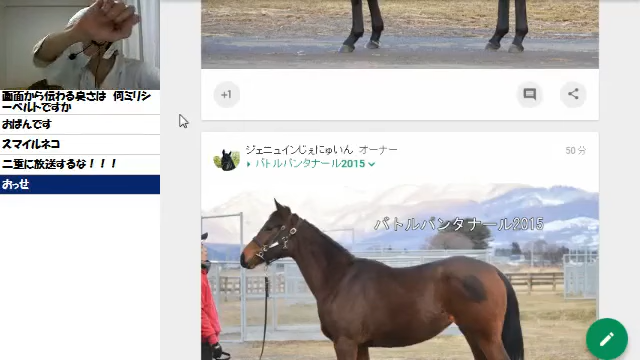 画面から伝わる臭さは 何ミリシ
ーベルトですか
おぱんです
スマイルネコ
二重に放送するな！！！
おっせ
+1
ジェニュインじぇにゅいん オーナー
50 分
バトルバンタナール2015
バトルバンタナール2015